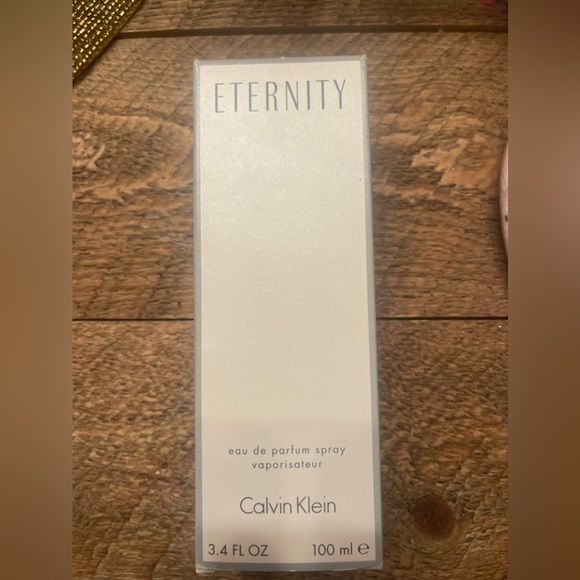 ETERNITY
eau de parfum spray
vaporisateur
Calvin Klein
3.4 FL OZ 100 ml ℮